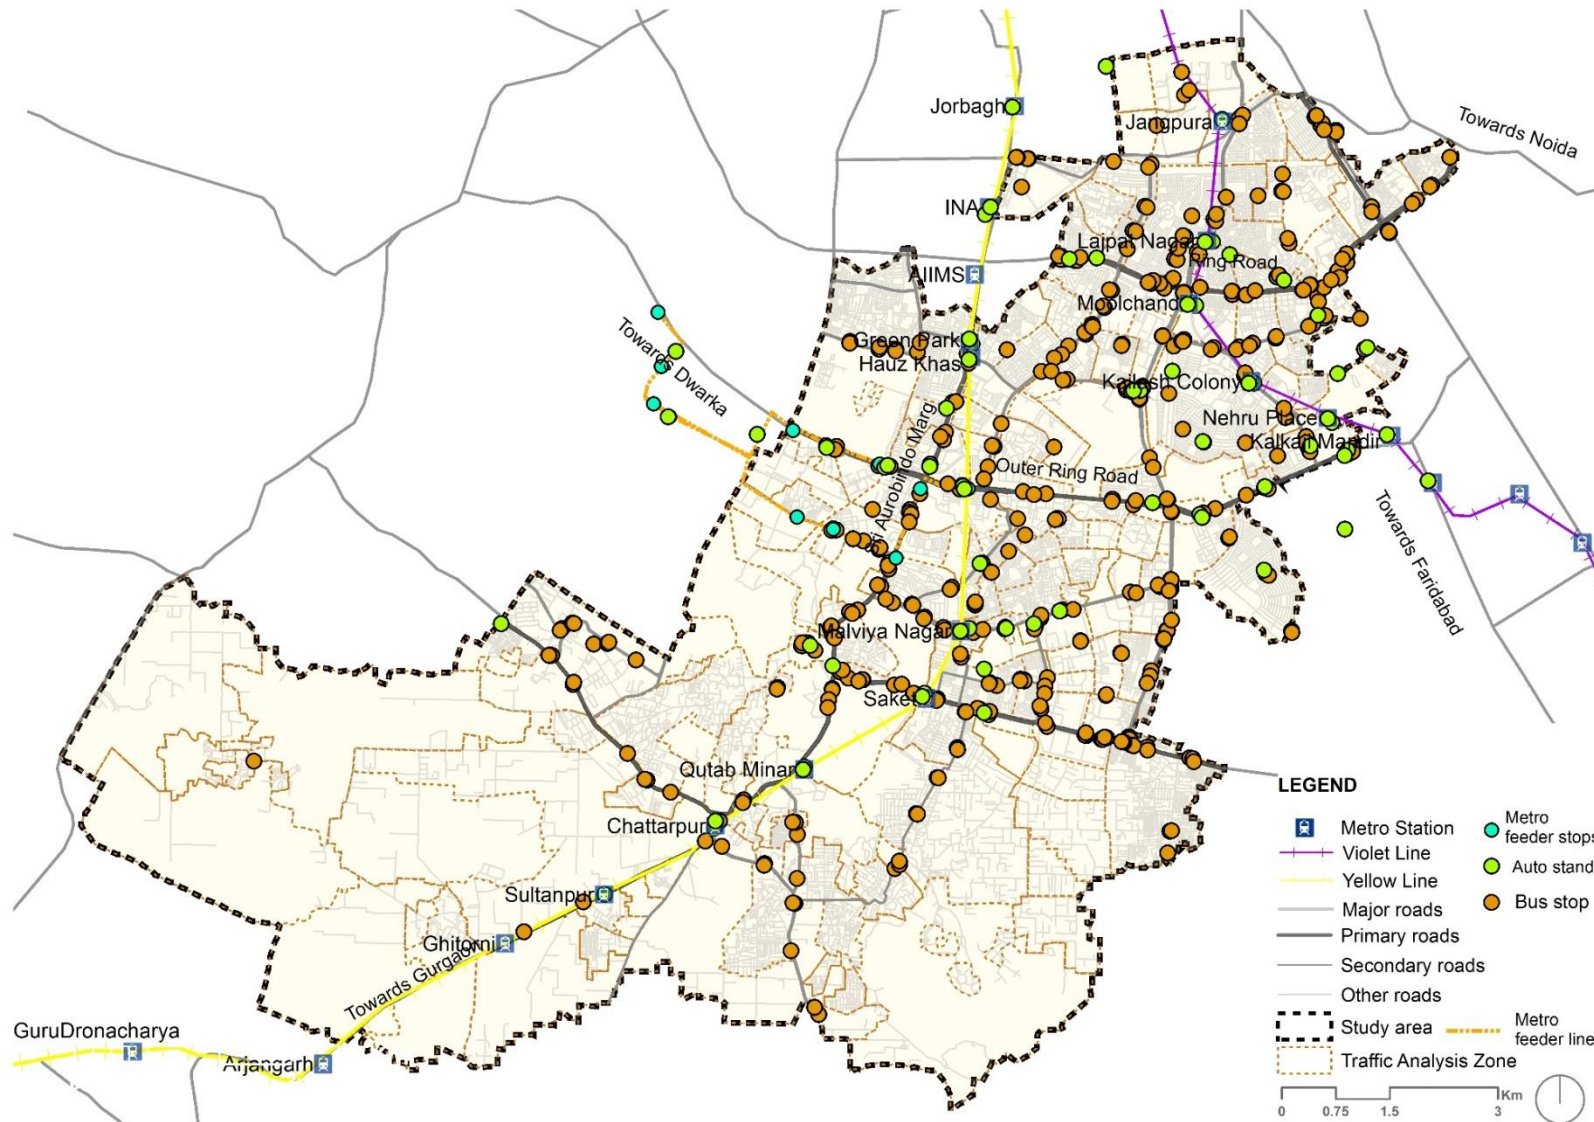 Jorbagh
Jangpura
Towards Noida
INA
Lajpat Nagar
Ring Road
AIIMS
Moolchand
Green Park
Hauz Khas
Towards Dwarka
Kailash Colony
Nehru Place
Kalkaji Mandir
Sri Aurobindo Marg
Outer Ring Road
Towards Faridabad
Malviya Nagar
Saket
Qutab Minar
Chattarpur
Sultanpur
Ghitorni
Towards Gurgaon
GuruDronacharya
Arjangarh
LEGEND
Metro Station
Violet Line
Yellow Line
Major roads
Primary roads
Secondary roads
Other roads
Study area
Traffic Analysis Zone
Metro
feeder stops
Auto stand
Bus stop
Metro
feeder line
Km
0 0.75 1.5 3